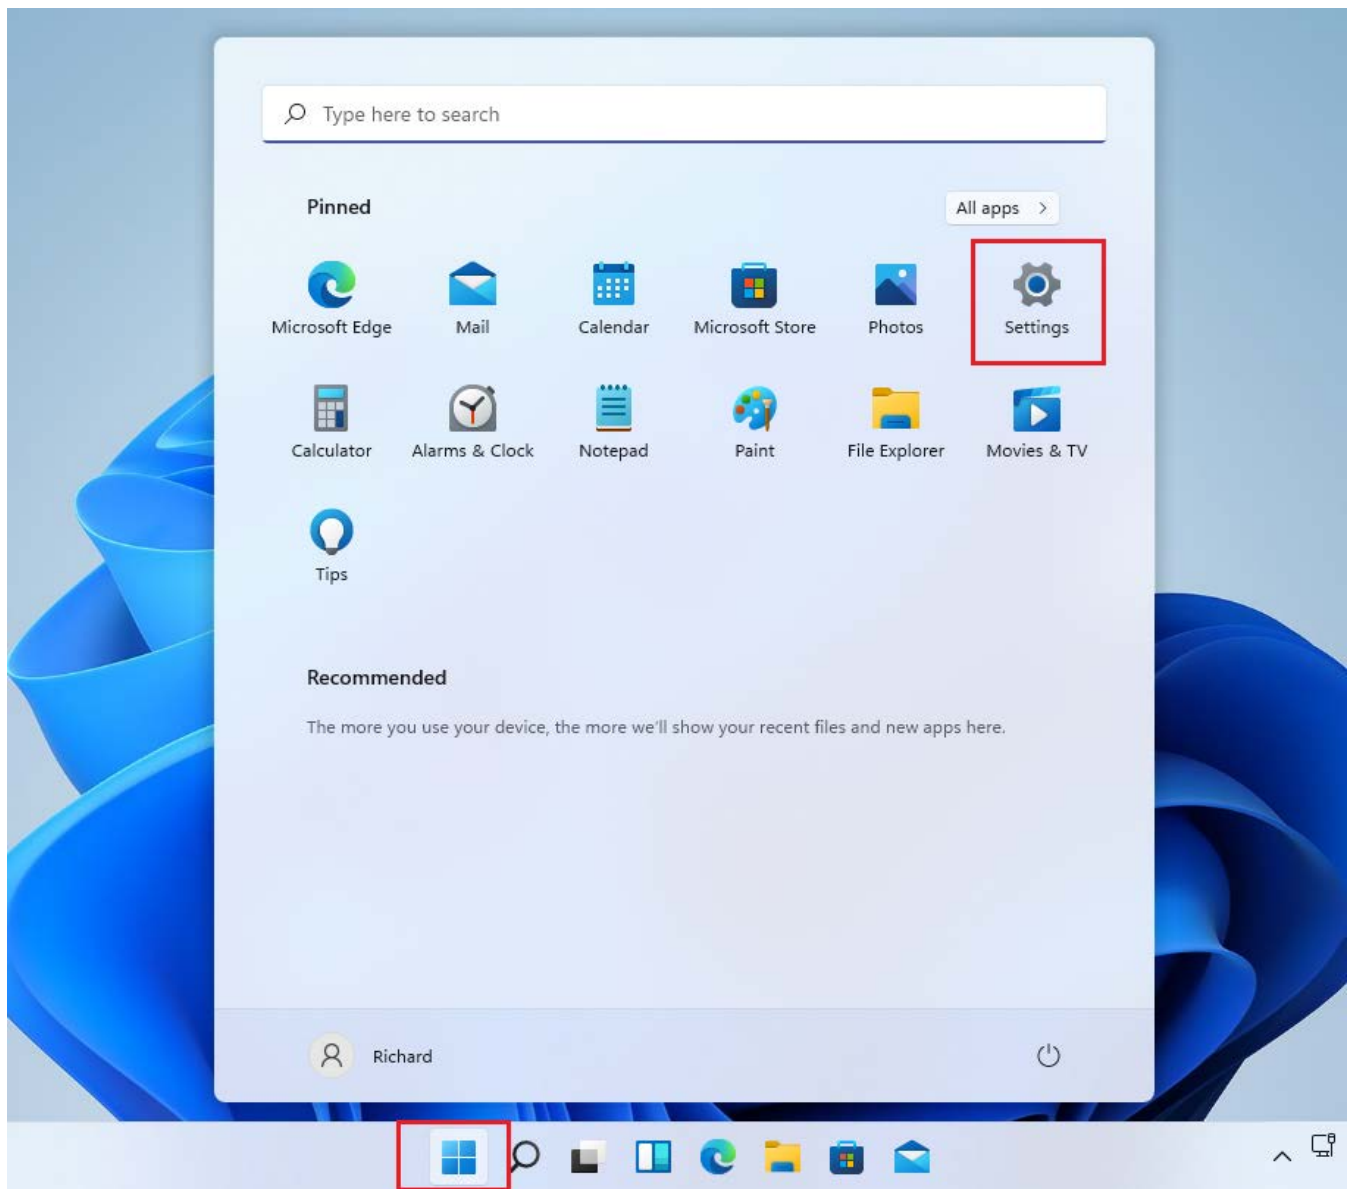 Type here to search
Pinned
All apps
Microsoft Edge
Mail
Calendar
Microsoft Store
Photos
Settings
Calculator
Alarms & Clock
Notepad
Paint
File Explorer
Movies & TV
Tips
Recommended
The more you use your device, the more we'll show your recent files and new apps here.
Richard